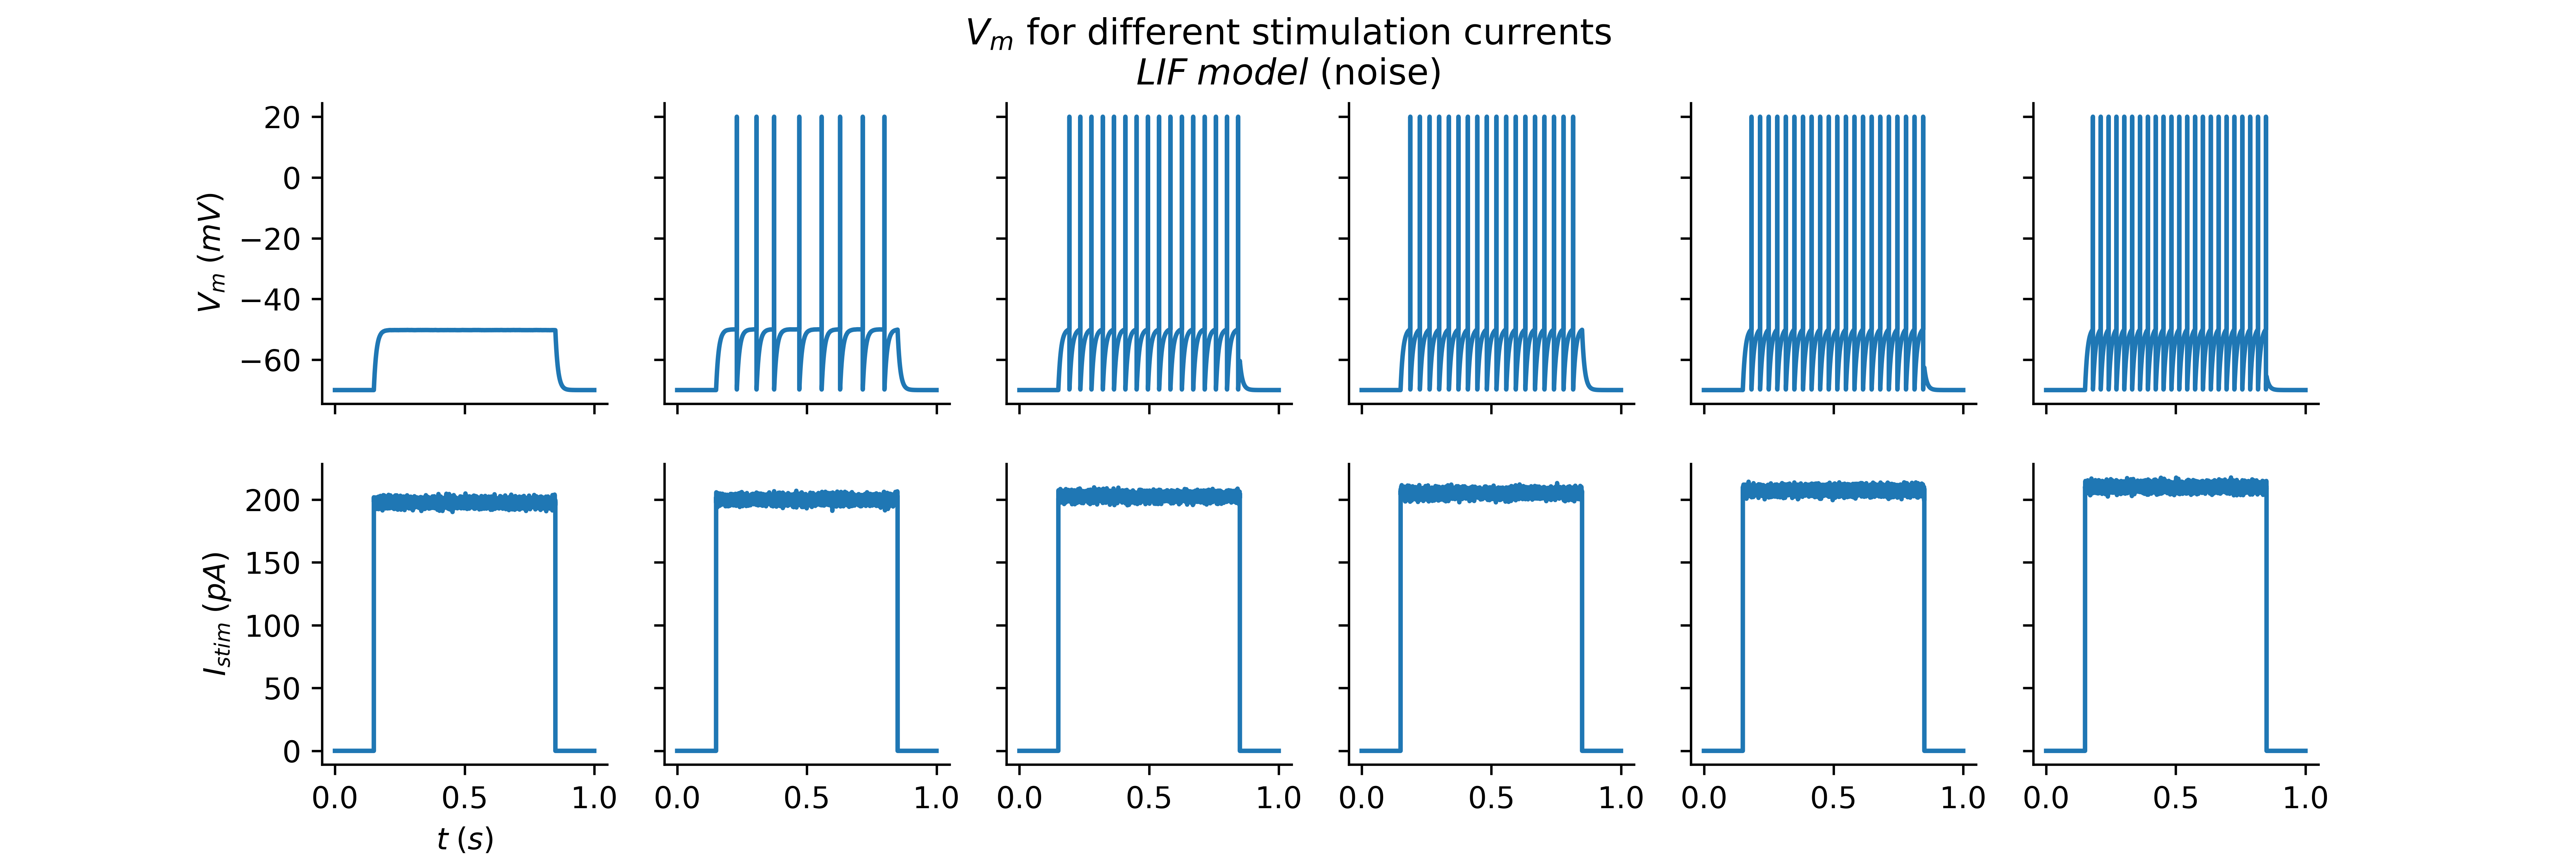 V_m for different stimulation currents
LIF model (noise)
V_m (mV)
20
0
−20
−40
−60
I_stim (pA)
200
150
100
50
0
0.0 0.5 1.0 0.0 0.5 1.0 0.0 0.5 1.0 0.0 0.5 1.0 0.0 0.5 1.0 0.0 0.5 1.0
t (s)